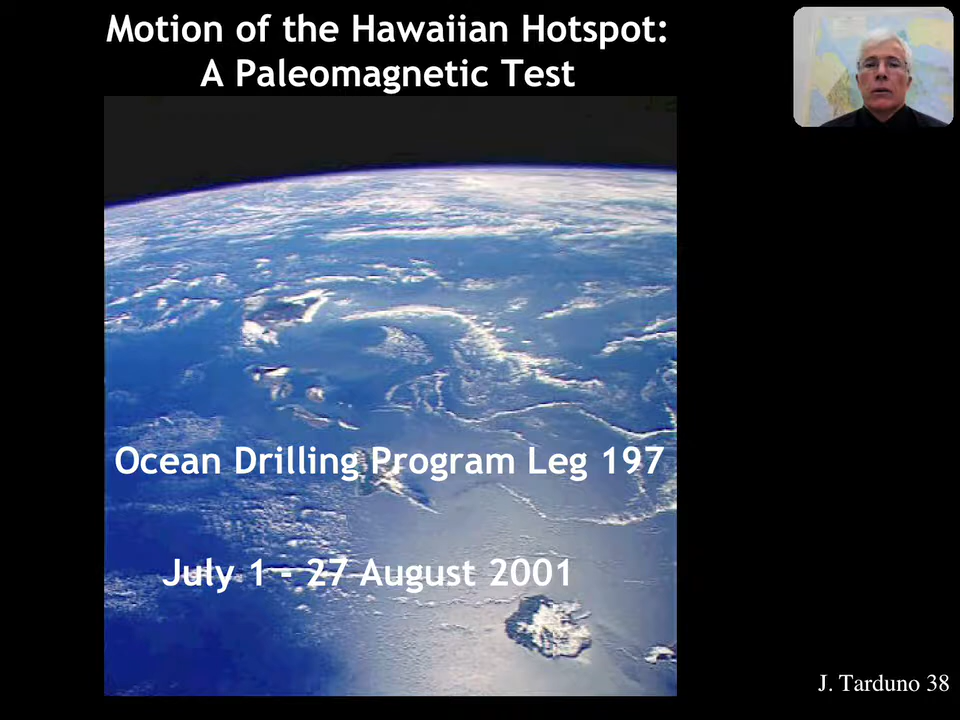 Motion of the Hawaiian Hotspot:
A Paleomagnetic Test
Ocean Drilling Program Leg 197
July 1 - 27 August 2001
J. Tarduno 38